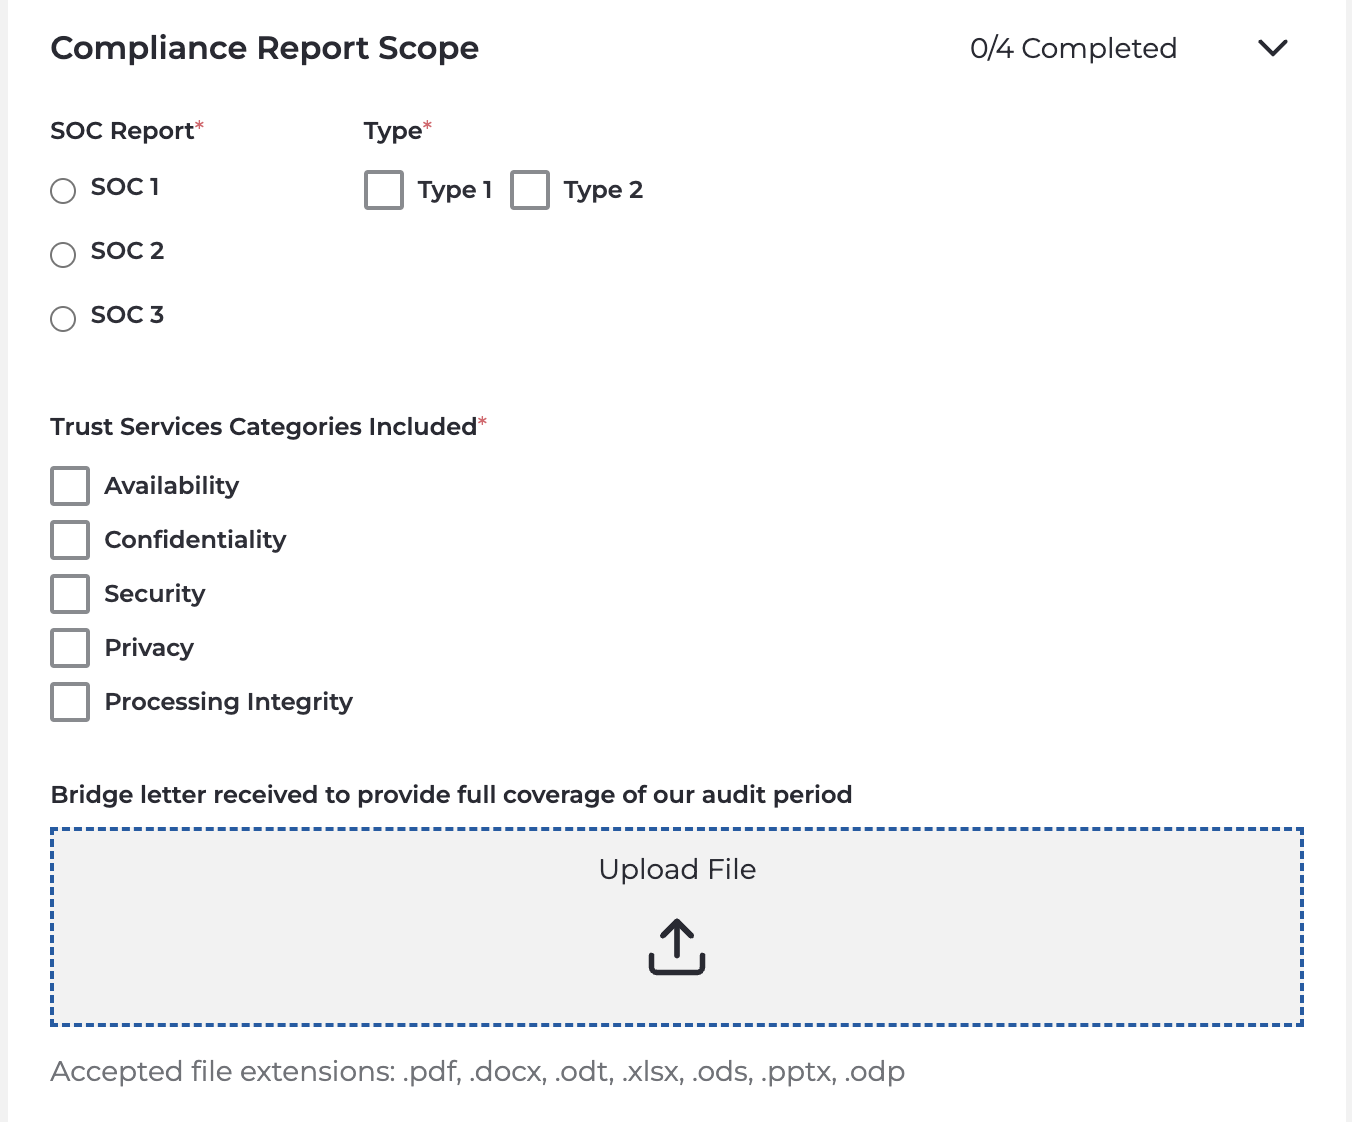 Compliance Report Scope
0/4 Completed
SOC Report*
Type*
SOC 1
Type 1
Type 2
SOC 2
SOC 3
Trust Services Categories Included*
Availability
Confidentiality
Security
Privacy
Processing Integrity
Bridge letter received to provide full coverage of our audit period
Upload File
Accepted file extensions: .pdf, .docx, .odt, .xlsx, .ods, .pptx, .odp